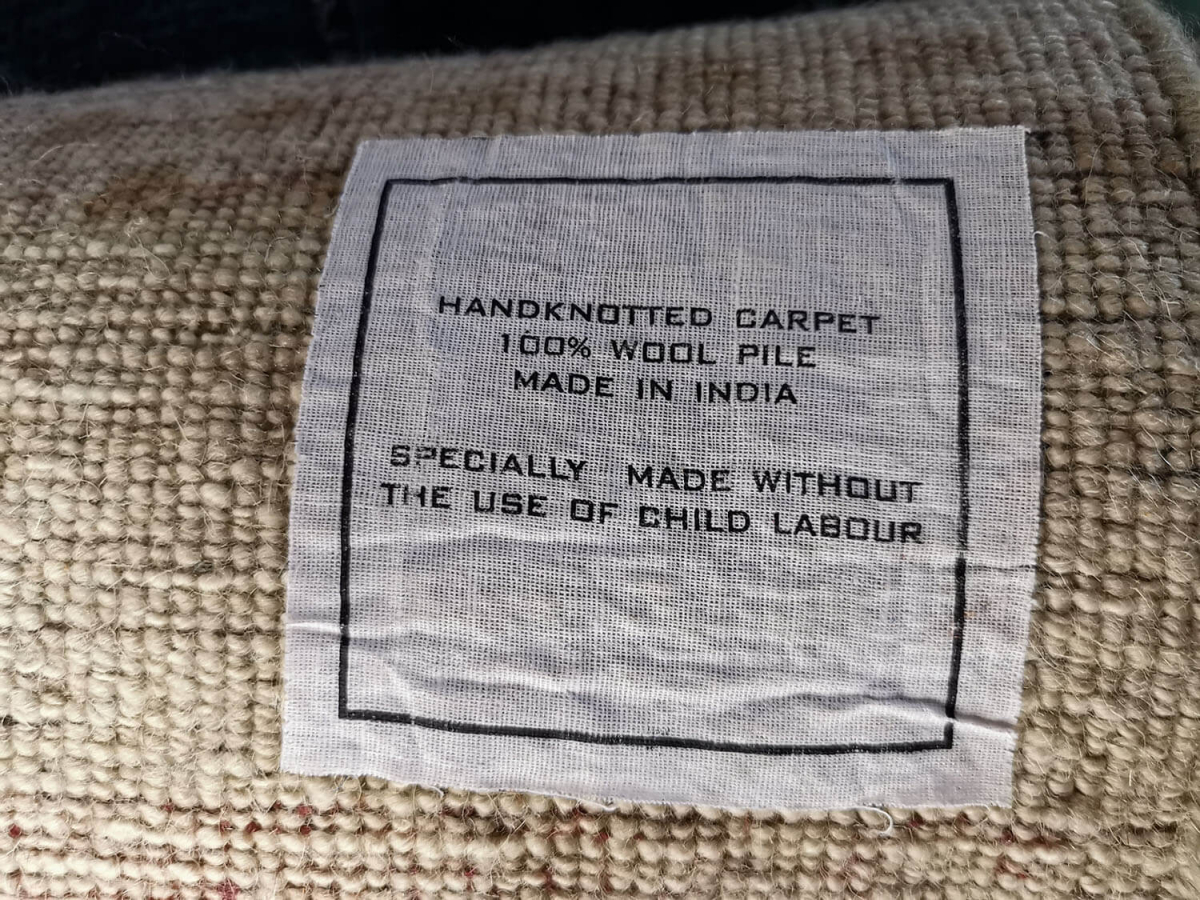 HANDKNOTTED CARPET
100% WOOL PILE
MADE IN INDIA
SPECIALLY MADE WITHOUT
THE USE OF CHILD LABOUR